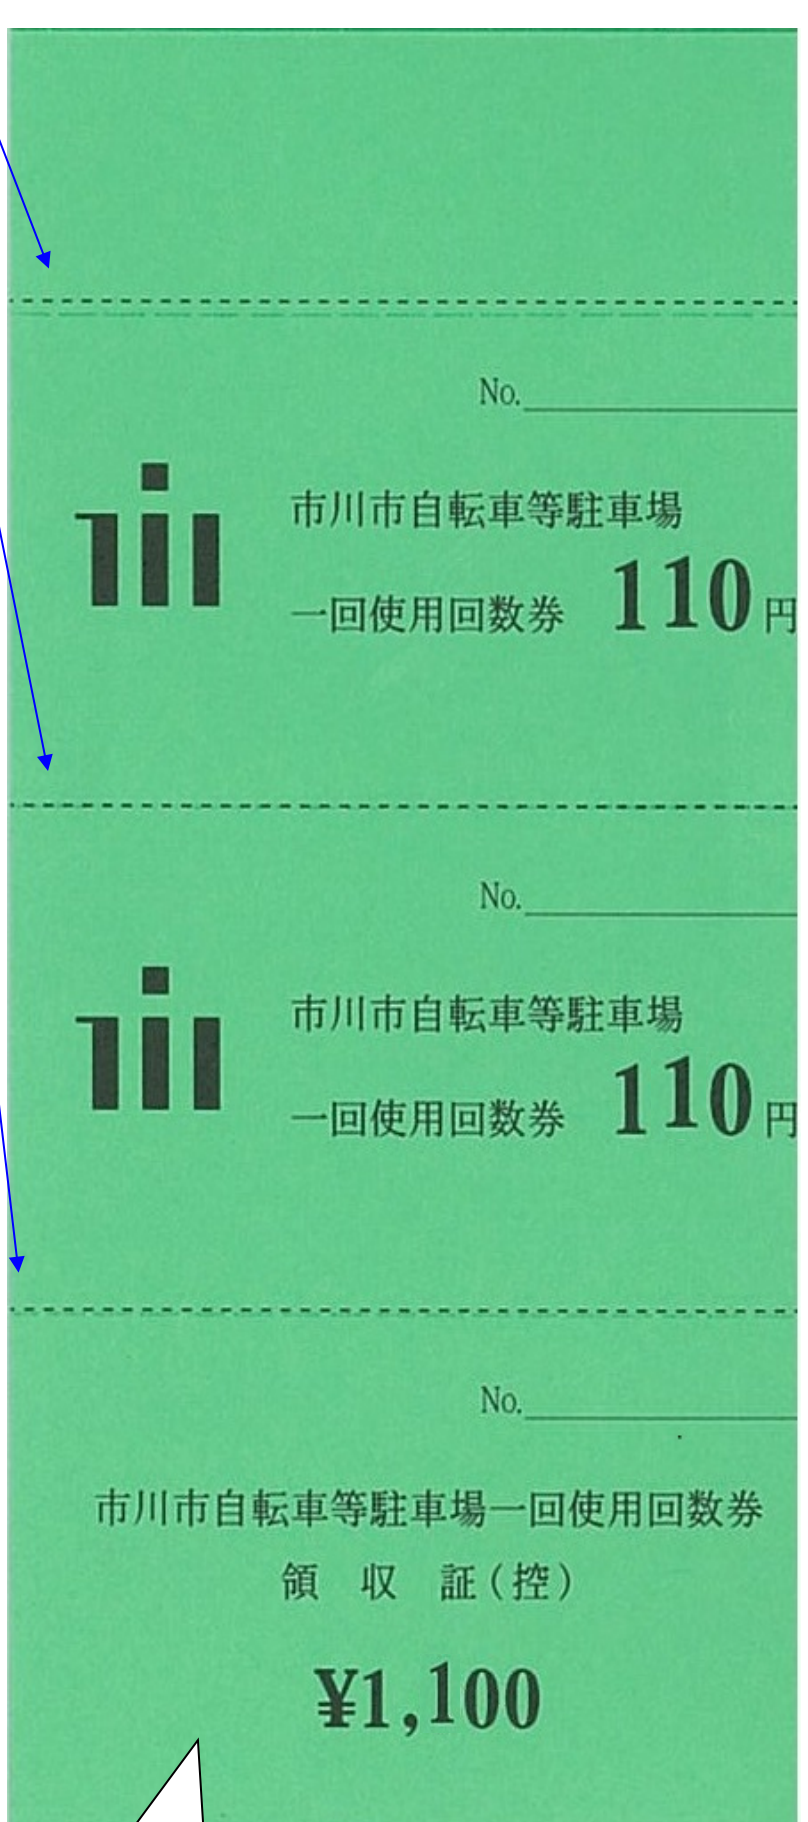 No.
市川市自転車等駐車場
一回使用回数券 110円
No.
市川市自転車等駐車場
一回使用回数券 110円
No.
市川市自転車等駐車場一回使用回数券
領 収 証(控)
¥1,100